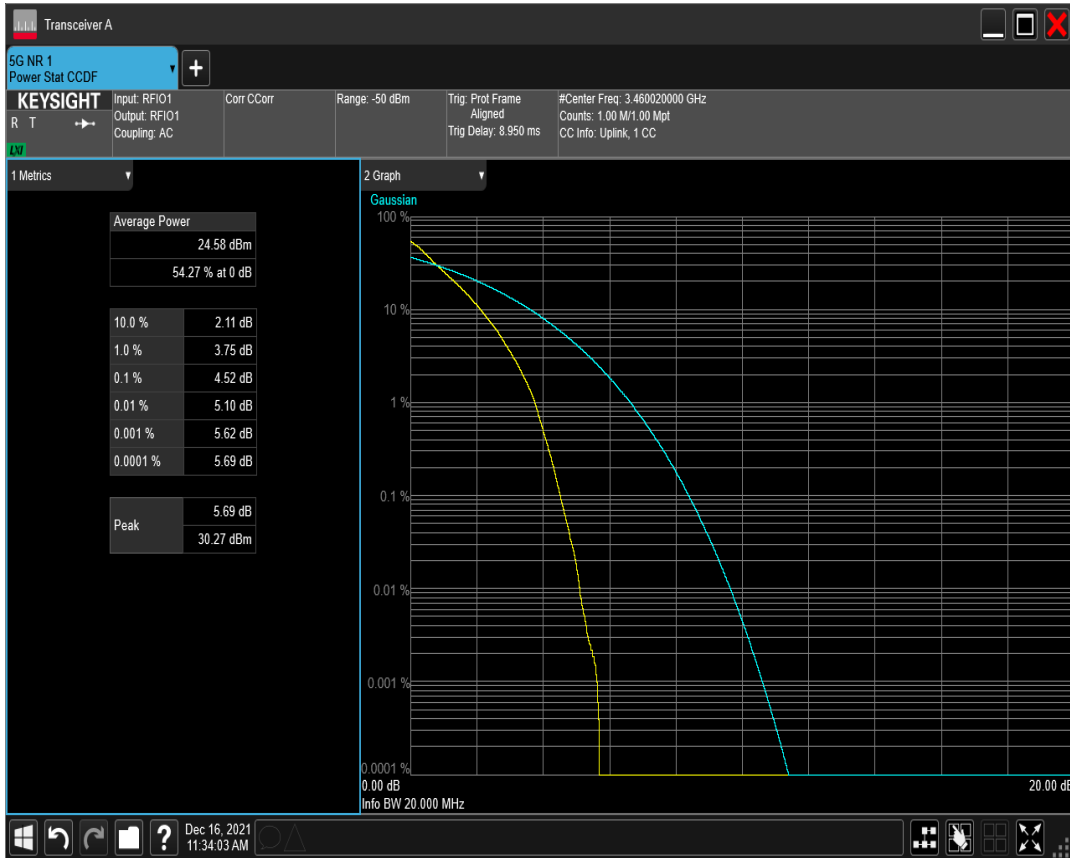 Transceiver A
5G NR 1
Power Stat CCDF
KEYSIGHT
R T
LXI
Input: RFIO1
Output: RFIO1
Coupling: AC
Corr CCorr
Range: -50 dBm
Trig: Prot Frame
Aligned
Trig Delay: 8.950 ms
#Center Freq: 3.460020000 GHz
Counts: 1.00 M/1.00 Mpt
CC Info: Uplink, 1 CC
1 Metrics
Average Power
24.58 dBm
54.27 % at 0 dB
10.0 % 2.11 dB
1.0 % 3.75 dB
0.1 % 4.52 dB
0.01 % 5.10 dB
0.001 % 5.62 dB
0.0001 % 5.69 dB
Peak
5.69 dB
30.27 dBm
2 Graph
Gaussian
100 %
10 %
1 %
0.1 %
0.01 %
0.001 %
0.0001 %
0.00 dB 20.00 dB
Info BW 20.000 MHz
? Dec 16, 2021
11:34:03 AM